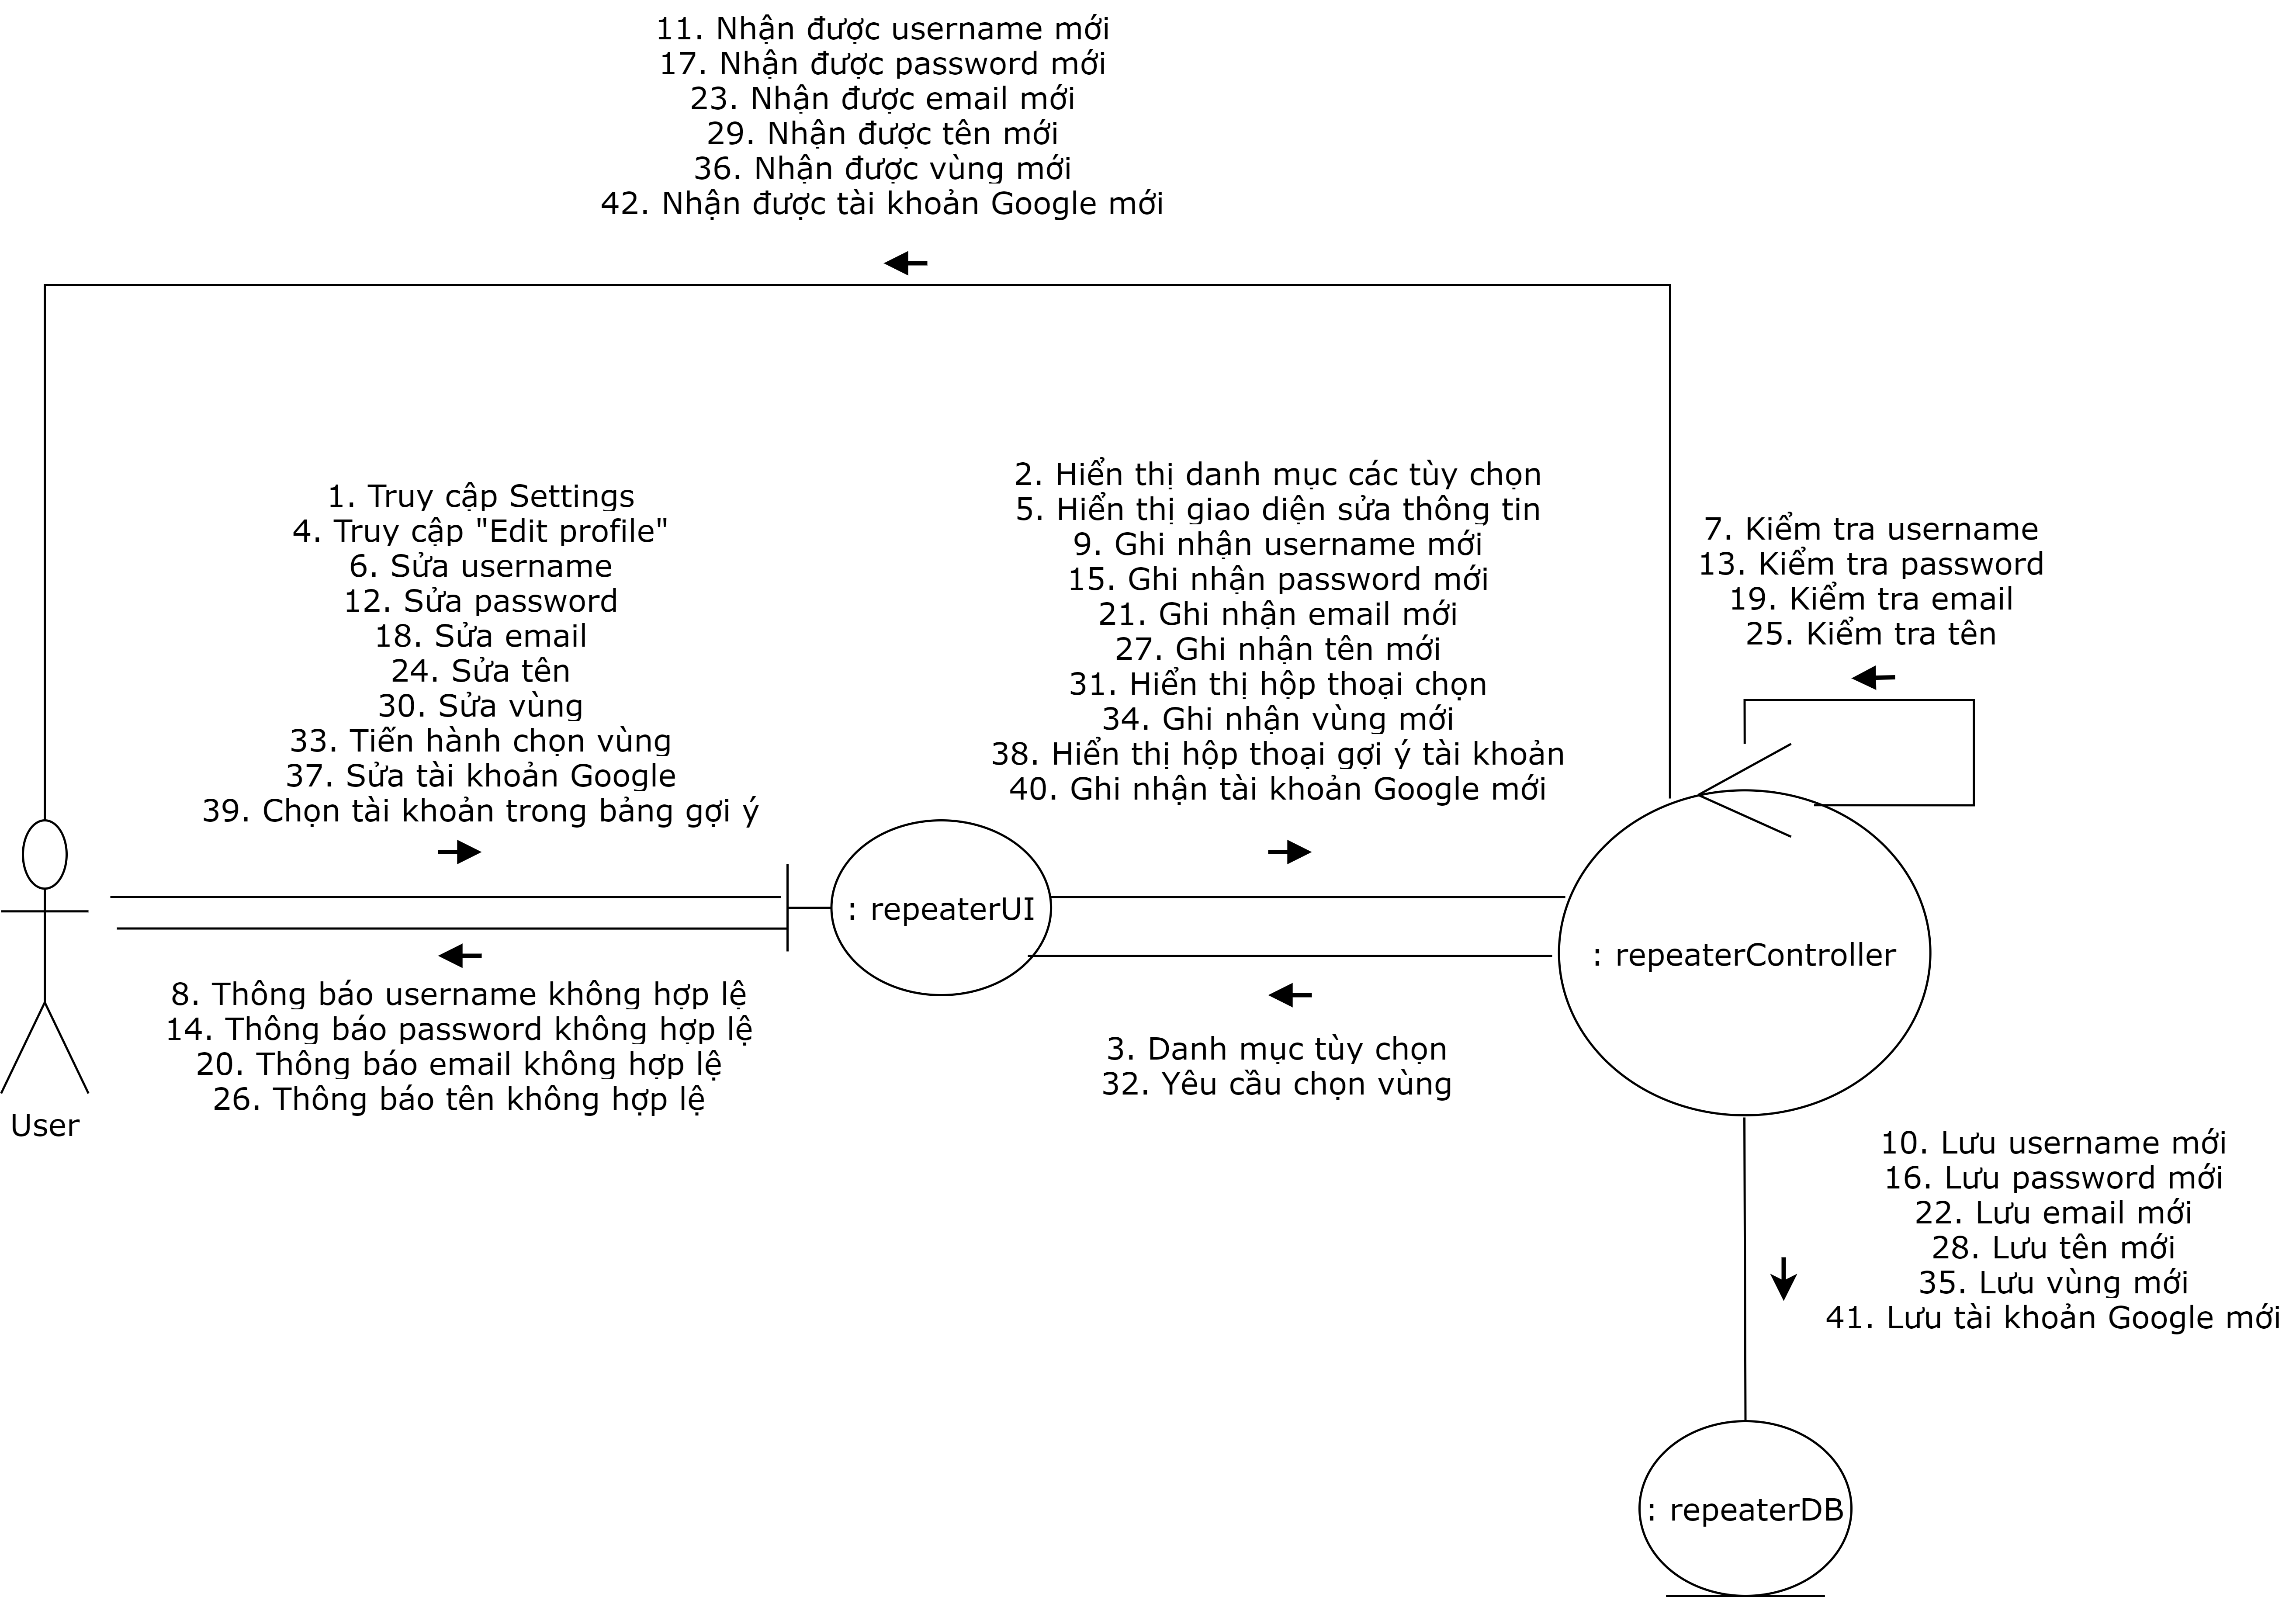 11. Nhận được username mới
17. Nhận được password mới
23. Nhận được email mới
29. Nhận được tên mới
36. Nhận được vùng mới
42. Nhận được tài khoản Google mới
1. Truy cập Settings
4. Truy cập "Edit profile"
6. Sửa username
12. Sửa password
18. Sửa email
24. Sửa tên
30. Sửa vùng
33. Tiến hành chọn vùng
37. Sửa tài khoản Google
39. Chọn tài khoản trong bảng gợi ý
2. Hiển thị danh mục các tùy chọn
5. Hiển thị giao diện sửa thông tin
9. Ghi nhận username mới
15. Ghi nhận password mới
21. Ghi nhận email mới
27. Ghi nhận tên mới
31. Hiển thị hộp thoại chọn
34. Ghi nhận vùng mới
38. Hiển thị hộp thoại gợi ý tài khoản
40. Ghi nhận tài khoản Google mới
7. Kiểm tra username
13. Kiểm tra password
19. Kiểm tra email
25. Kiểm tra tên
: repeaterUI
: repeaterController
8. Thông báo username không hợp lệ
14. Thông báo password không hợp lệ
20. Thông báo email không hợp lệ
26. Thông báo tên không hợp lệ
User
3. Danh mục tùy chọn
32. Yêu cầu chọn vùng
10. Lưu username mới
16. Lưu password mới
22. Lưu email mới
28. Lưu tên mới
35. Lưu vùng mới
41. Lưu tài khoản Google mới
: repeaterDB